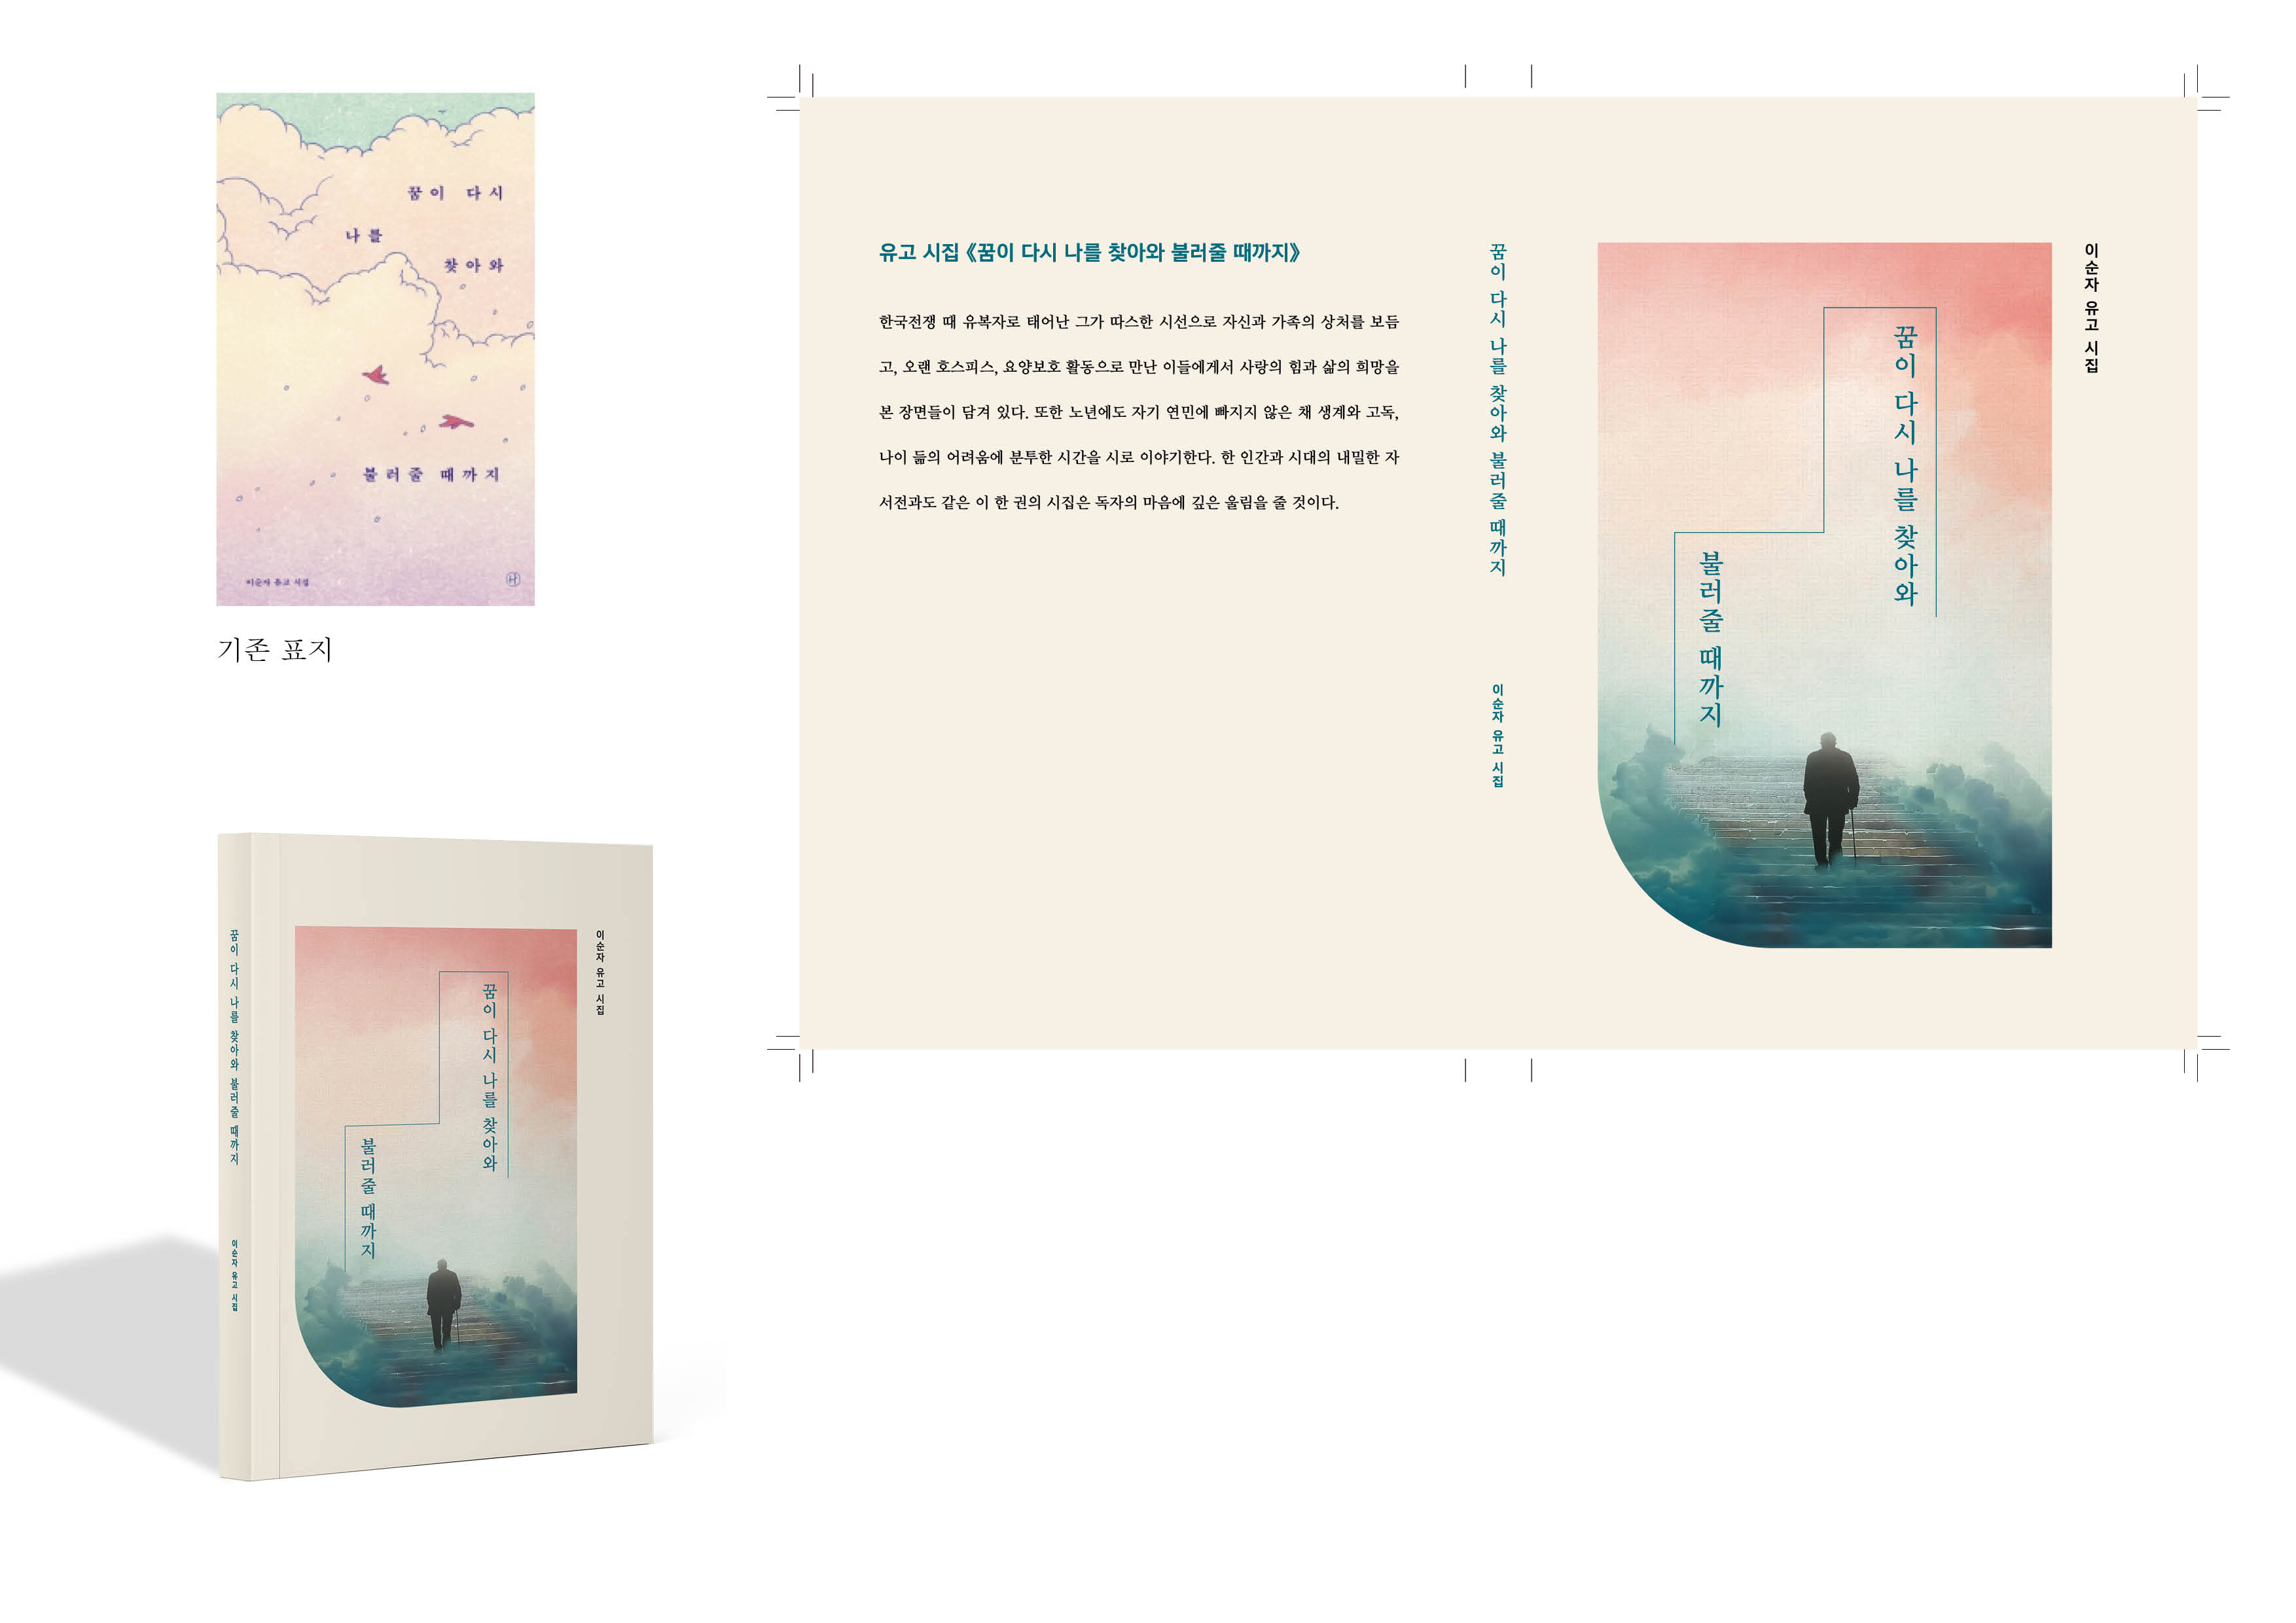 꿈이 다시
나를
찾아와
불러줄 때까지
이순자 유고 시집
기존 표지
유고 시집 《꿈이 다시 나를 찾아와 불러줄 때까지》
한국전쟁 때 유복자로 태어난 그가 따스한 시선으로 자신과 가족의 상처를 보듬
고, 오랜 호스피스, 요양보호 활동으로 만난 이들에게서 사랑의 힘과 삶의 희망을
본 장면들이 담겨 있다. 또한 노년에도 자기 연민에 빠지지 않은 채 생계와 고독,
나이 듦의 어려움에 분투한 시간을 시로 이야기한다. 한 인간과 시대의 내밀한 자
서전과도 같은 이 한 권의 시집은 독자의 마음에 깊은 울림을 줄 것이다.
꿈이 다시 나를 찾아와 불러줄 때까지
이순자 유고 시집
꿈이 다시 나를 찾아와
불러줄 때까지
이순자 유고 시집
꿈이 다시 나를 찾아와 불러줄 때까지
이순자 유고 시집
꿈이 다시 나를 찾아와
불러줄 때까지
이순자 유고 시집